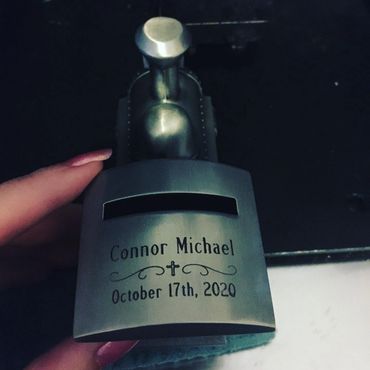 Connor Michael
October 17th, 2020